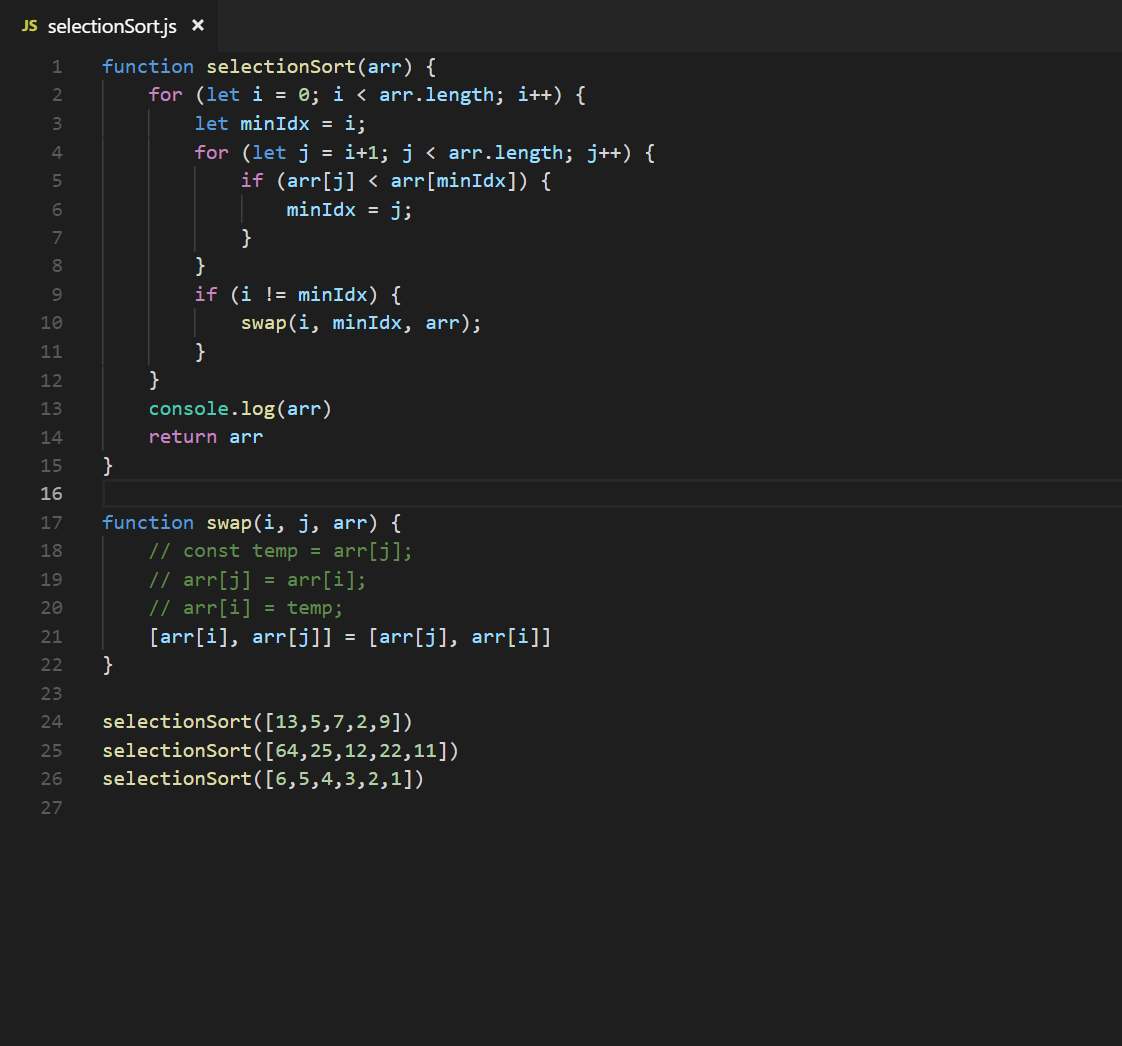 JS selectionSort.js ×
1 function selectionSort(arr) {
2     for (let i = 0; i < arr.length; i++) {
3         let minIdx = i;
4         for (let j = i+1; j < arr.length; j++) {
5             if (arr[j] < arr[minIdx]) {
6                 minIdx = j;
7             }
8         }
9         if (i != minIdx) {
10             swap(i, minIdx, arr);
11         }
12     }
13     console.log(arr)
14     return arr
15 }
16
17 function swap(i, j, arr) {
18     // const temp = arr[j];
19     // arr[j] = arr[i];
20     // arr[i] = temp;
21     [arr[i], arr[j]] = [arr[j], arr[i]]
22 }
23
24 selectionSort([13,5,7,2,9])
25 selectionSort([64,25,12,22,11])
26 selectionSort([6,5,4,3,2,1])
27